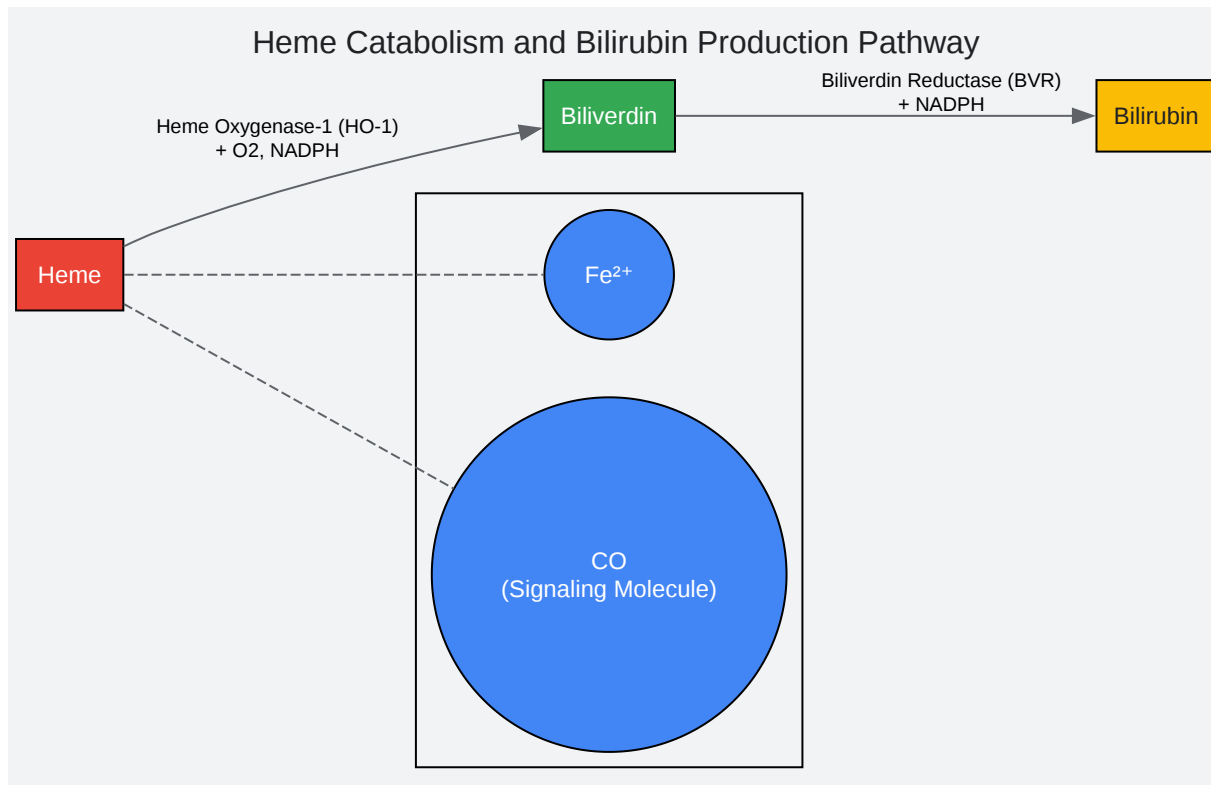 Heme Catabolism and Bilirubin Production Pathway
Heme Oxygenase-1 (HO-1)
+ O2, NADPH
Biliverdin
Biliverdin Reductase (BVR)
+ NADPH
Bilirubin
Heme
Fe²⁺
CO
(Signaling Molecule)